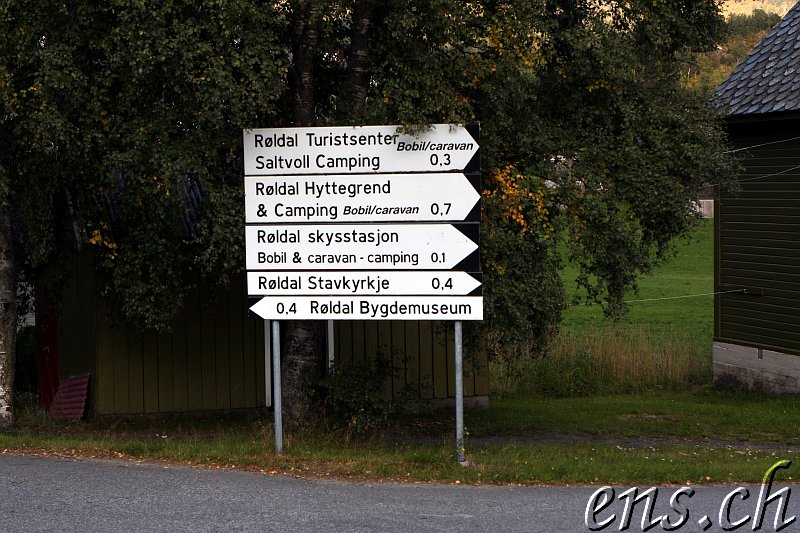 Røldal Turistsenter Bobil/caravan
Saltvoll Camping 0,3
Røldal Hyttegrend
& Camping Bobil/caravan 0,7
Røldal skysstasjon
Bobil & caravan - camping 0,1
Røldal Stavkyrkje 0,4
0,4 Røldal Bygdemuseum
ens.ch